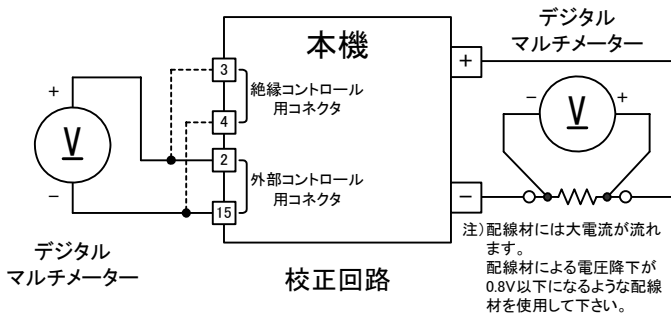 デジタル
マルチメーター
本機
3
絶縁コントロール
用コネクタ
4
2
外部コントロール
用コネクタ
15
+
V
−
デジタル
マルチメーター
+
−
−
+
V
注)配線材には大電流が流れ
ます。
配線材による電圧降下が
0.8V以下になるような配線
材を使用して下さい。
校正回路